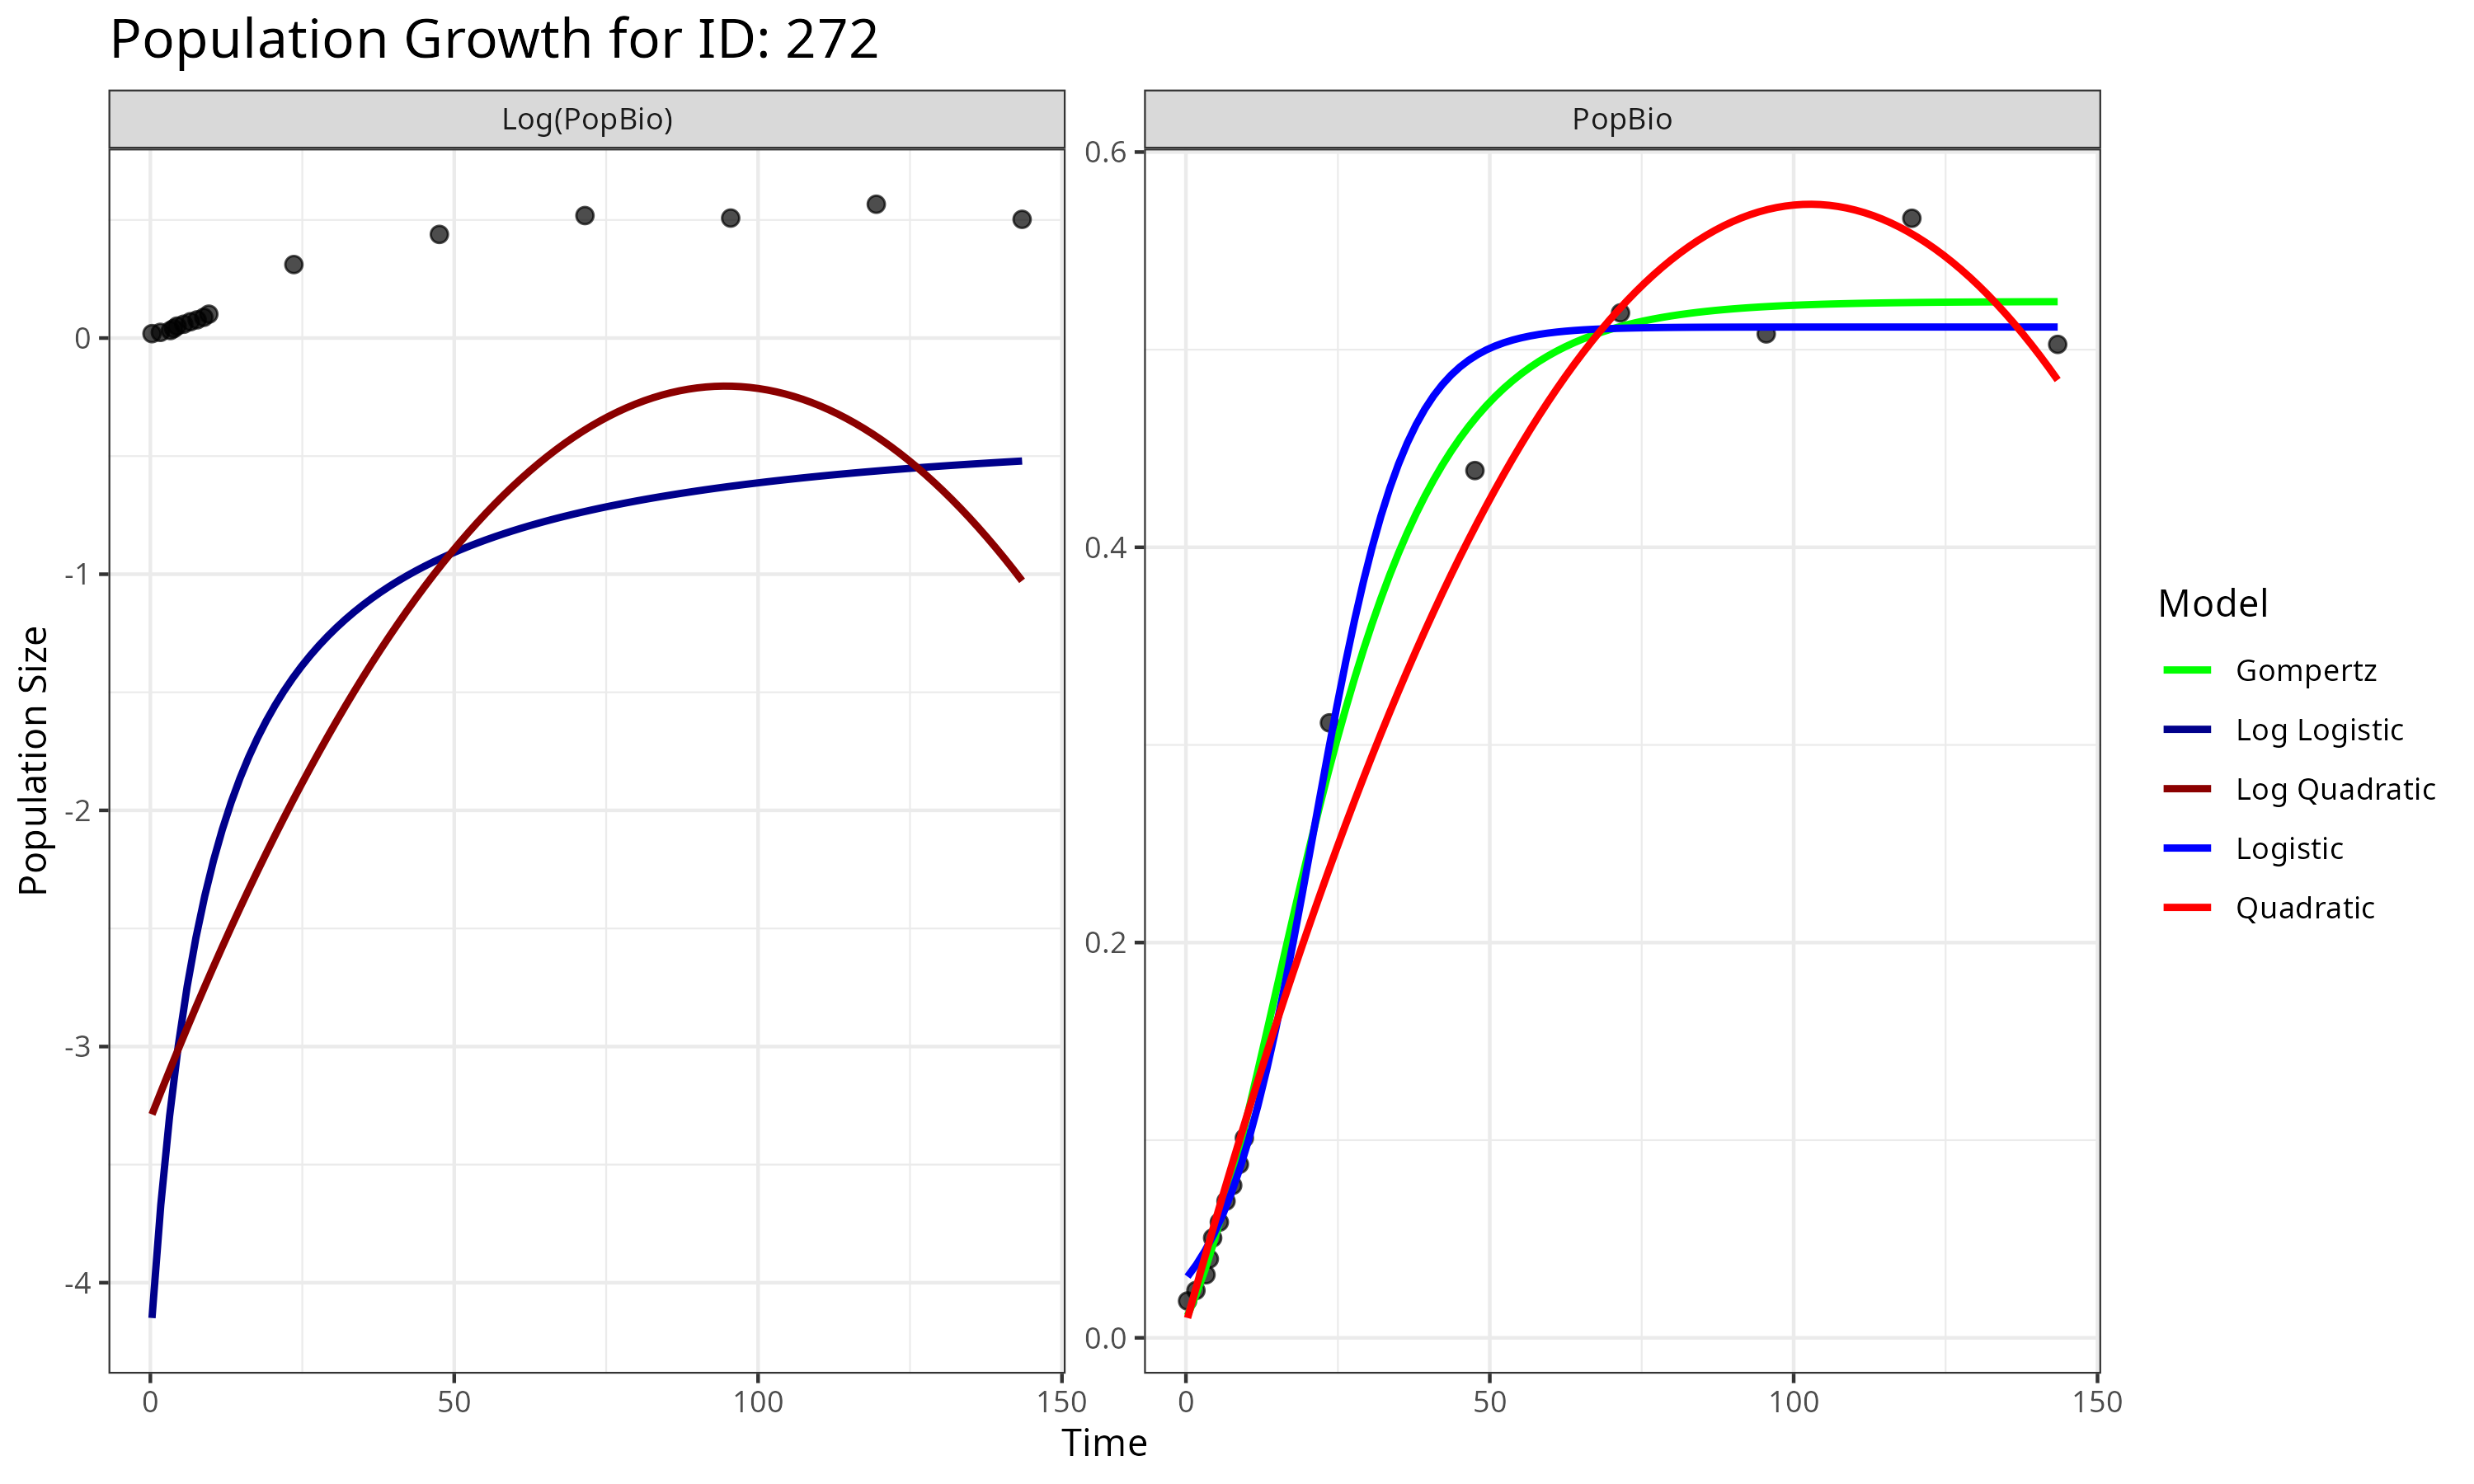 Population Growth for ID: 272
Log(PopBio)
PopBio
Population Size
0
-1
-2
-3
-4
0
50
100
150
0.6
0.4
0.2
0.0
0
50
100
150
Time
Model
Gompertz
Log Logistic
Log Quadratic
Logistic
Quadratic